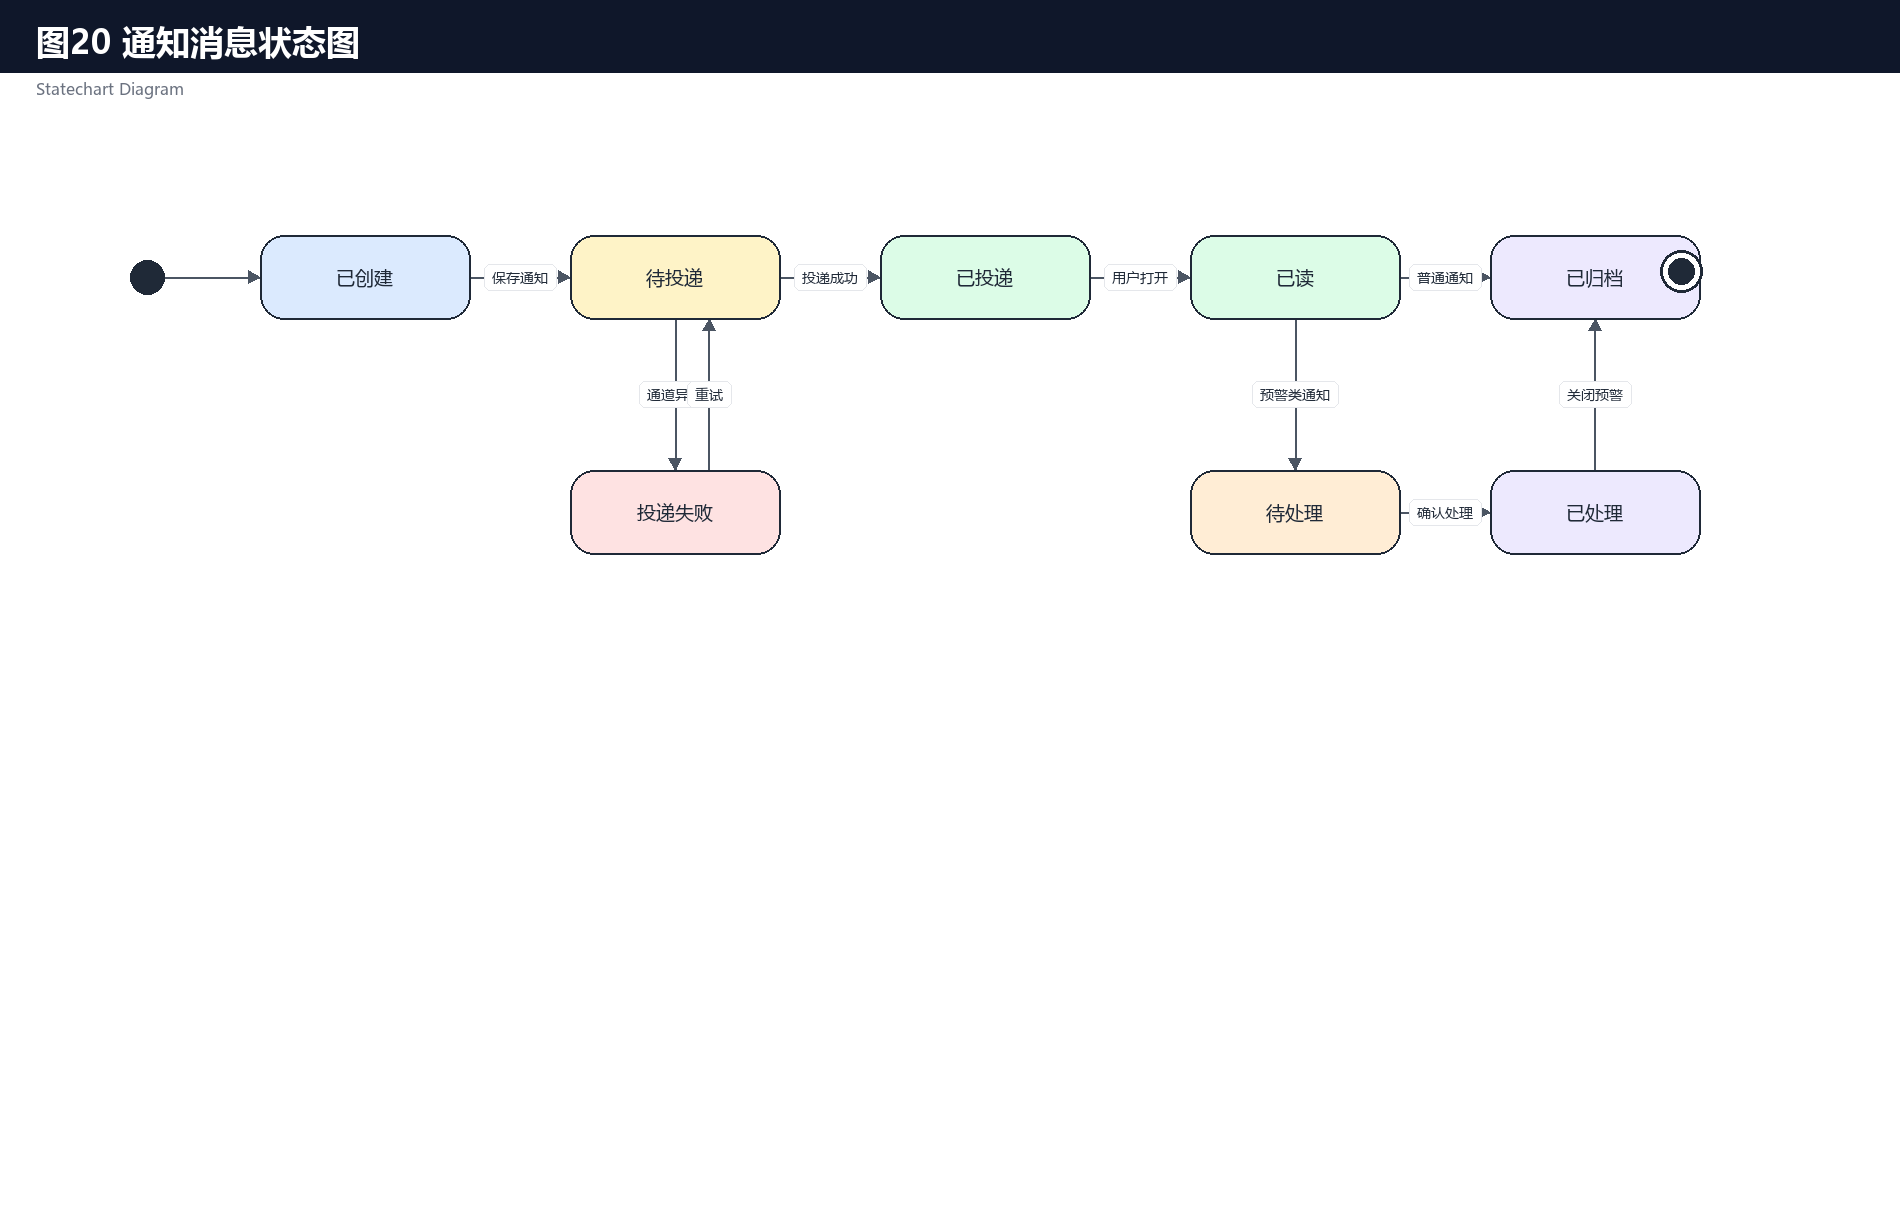 图20 通知消息状态图
Statechart Diagram
已创建
保存通知
待投递
投递成功
已投递
用户打开
已读
普通通知
已归档
通道异
重试
预警类通知
关闭预警
投递失败
待处理
确认处理
已处理